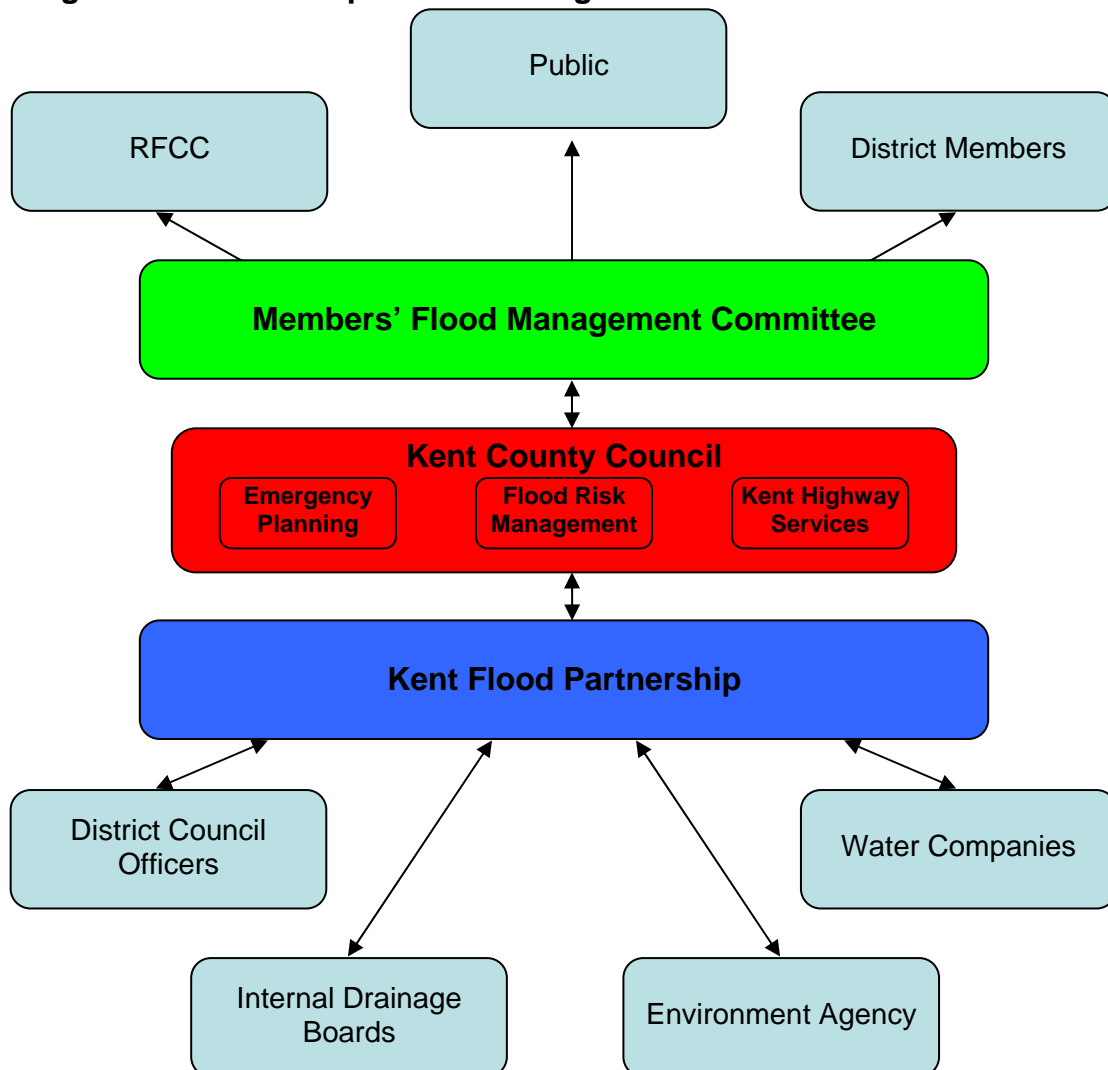 Public
RFCC
District Members
Members’ Flood Management Committee
Kent County Council
Emergency
Planning
Flood Risk
Management
Kent Highway
Services
Kent Flood Partnership
District Council
Officers
Water Companies
Internal Drainage
Boards
Environment Agency